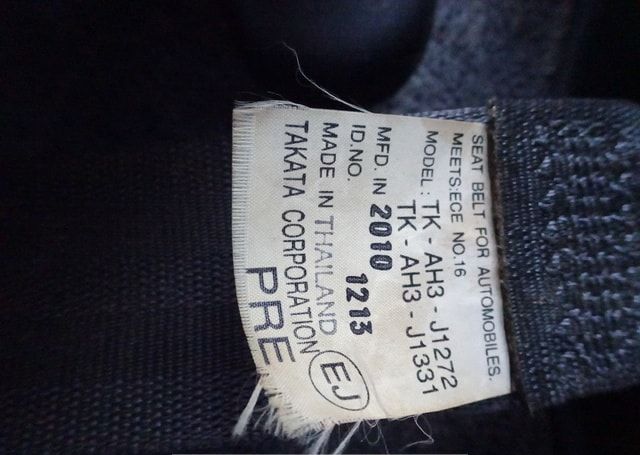 SEAT BELT FOR AUTOMOBILES.
MEETS:ECE NO.16
MODEL : TK - AH3 - J1272
TK - AH3 - J1331
MFD. IN 2010
ID.NO. 1213
MADE IN THAILAND
TAKATA CORPORATION
EJ
PRE